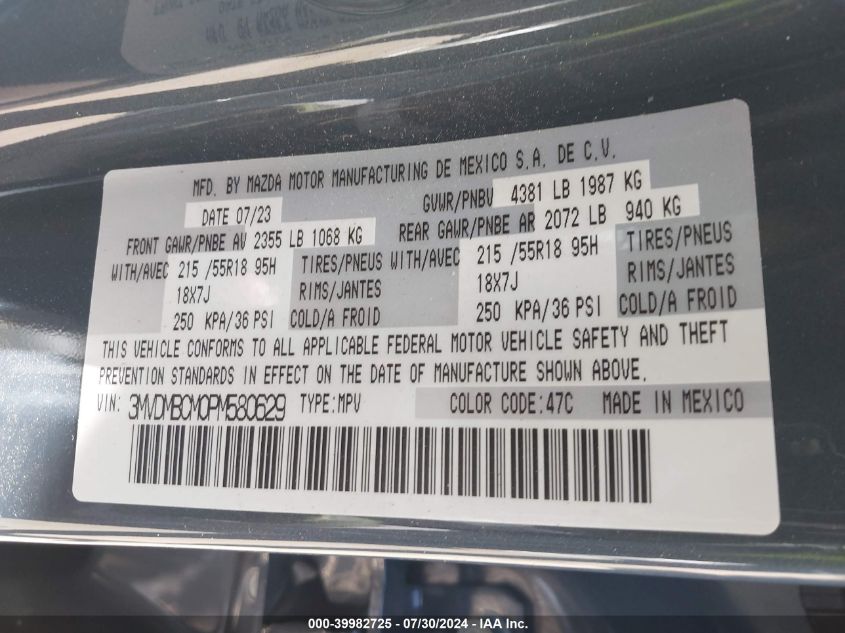 MFD. BY MAZDA MOTOR MANUFACTURING DE MEXICO S.A. DE C.V.
DATE 07/23 GVWR/PNBV 4381 LB 1987 KG
FRONT GAWR/PNBE AV 2355 LB 1068 KG REAR GAWR/PNBE AR 2072 LB 940 KG
WITH/AVEC 215 /55R18 95H TIRES/PNEUS WITH/AVEC 215 /55R18 95H TIRES/PNEUS
18X7J RIMS/JANTES 18X7J RIMS/JANTES
250 KPA/36 PSI COLD/A FROID 250 KPA/36 PSI COLD/A FROID
THIS VEHICLE CONFORMS TO ALL APPLICABLE FEDERAL MOTOR VEHICLE SAFETY AND THEFT
PREVENTION STANDARDS IN EFFECT ON THE DATE OF MANUFACTURE SHOWN ABOVE.
VIN: 3MVDMBCM0PM580629 TYPE:MPV COLOR CODE:47C MADE IN MEXICO
000-39982725 - 07/30/2024 - IAAI.COM.